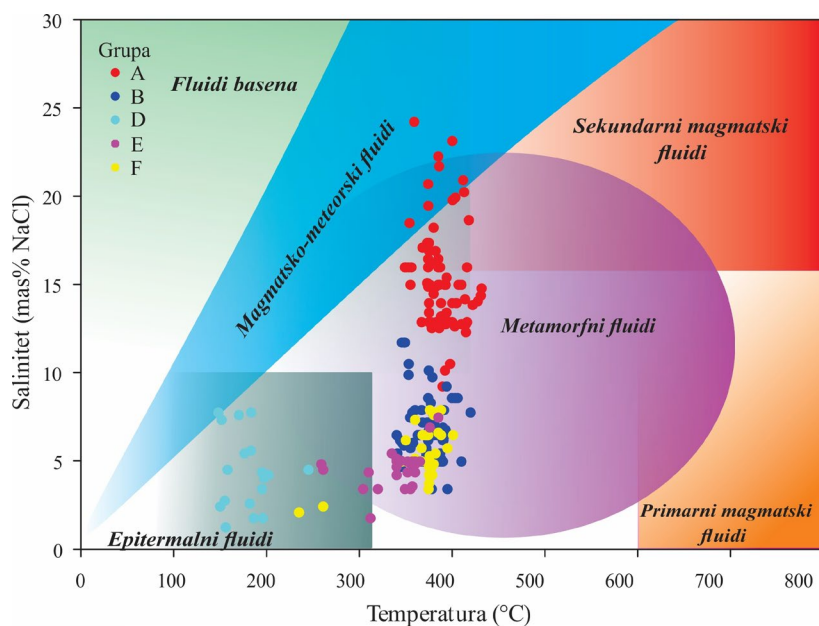 30
25
20
15
10
5
0
Salinitet (mas% NaCl)
Grupa
A
B
D
E
F
Fluidi basena
Magmatsko-meteorski fluidi
Sekundarni magmatski
fluidi
Metamorfni fluidi
Epitermalni fluidi
Primarni magmatski
fluidi
0
100
200
300
400
500
600
700
800
Temperatura (°C)